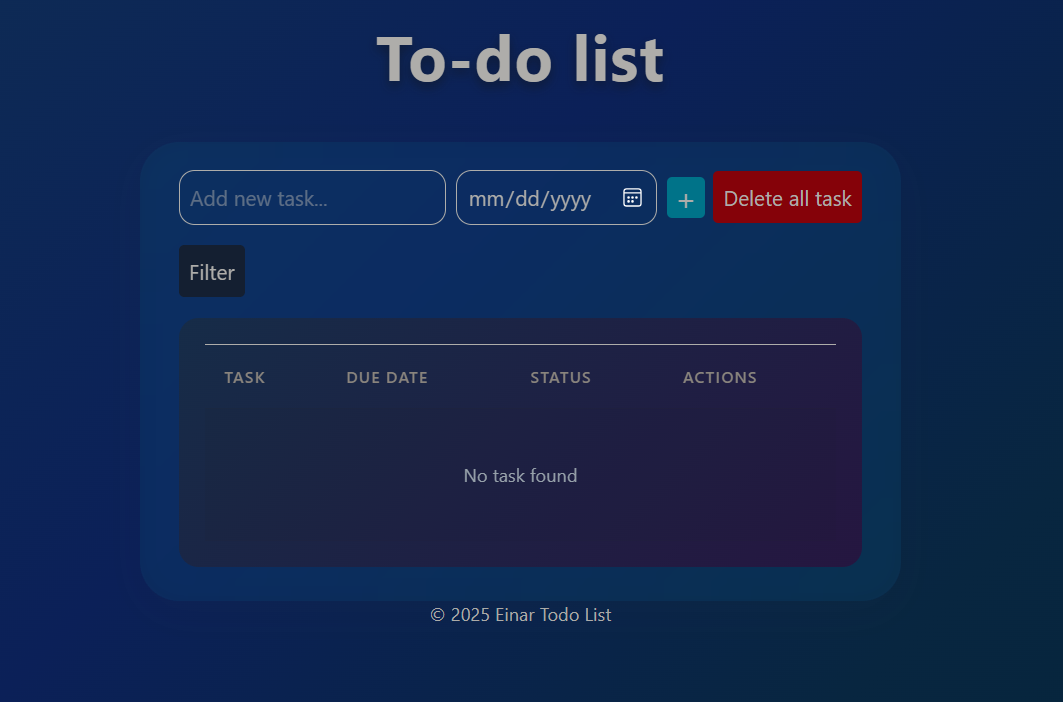 To-do list
Add new task... mm/dd/yyyy + Delete all task
Filter
TASK DUE DATE STATUS ACTIONS
No task found
© 2025 Einar Todo List